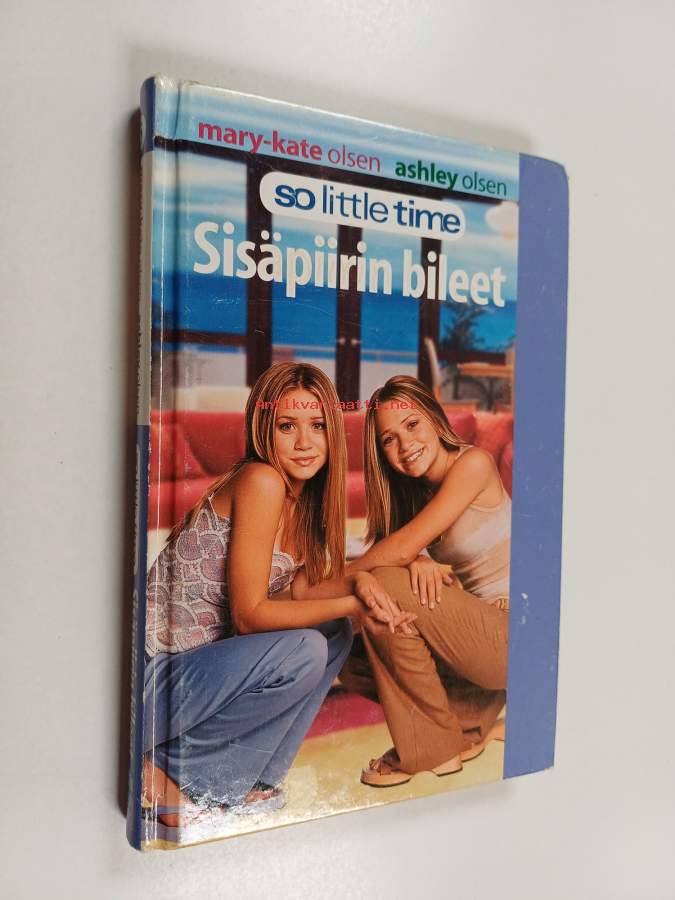 mary-kate olsen ashley olsen
so little time
Sisäpiirin bileet
antikvariaatti.net